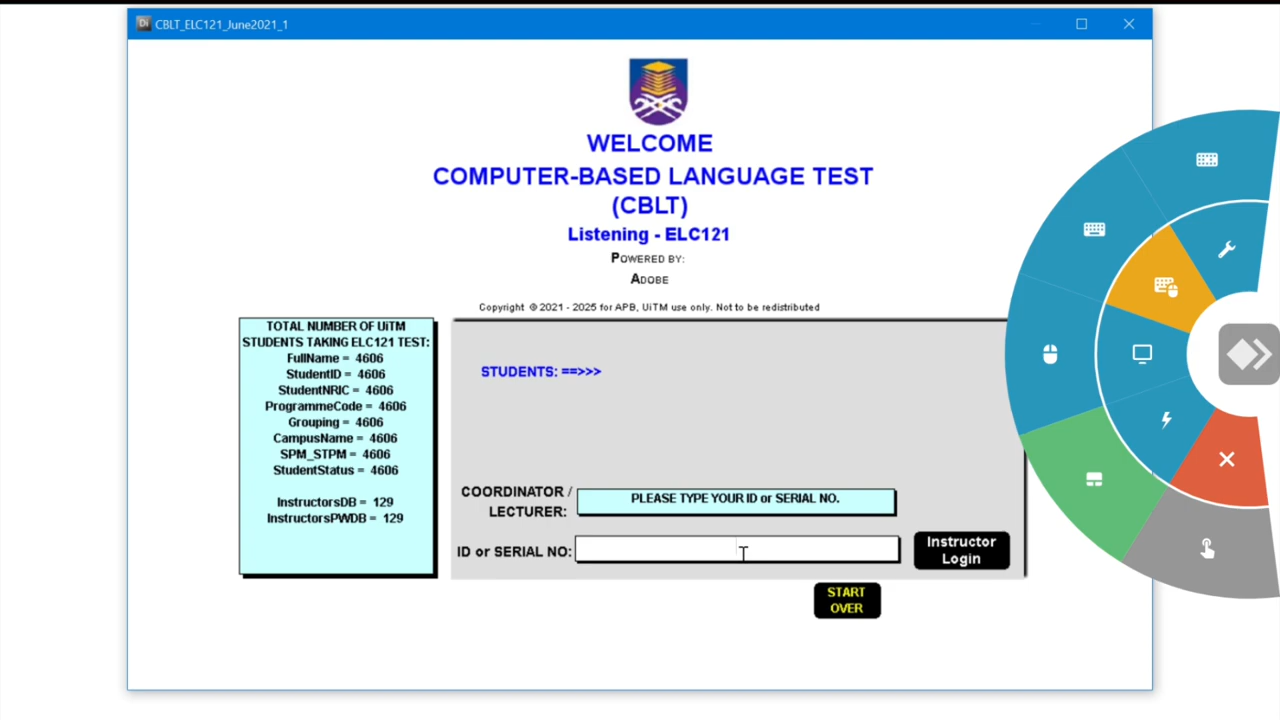 CBLT_ELC121_June2021_1
WELCOME
COMPUTER-BASED LANGUAGE TEST
(CBLT)
Listening - ELC121
POWERED BY:
ADOBE
Copyright © 2021 - 2025 for APB, UiTM use only. Not to be redistributed
TOTAL NUMBER OF UiTM
STUDENTS TAKING ELC121 TEST:
FullName = 4606
StudentID = 4606
StudentNRIC = 4606
ProgrammeCode = 4606
Grouping = 4606
CampusName = 4606
SPM_STPM = 4606
StudentStatus = 4606
InstructorsDB = 129
InstructorsPWDB = 129
STUDENTS: ==>>>
COORDINATOR /
LECTURER:
PLEASE TYPE YOUR ID or SERIAL NO.
ID or SERIAL NO:
Instructor
Login
START
OVER